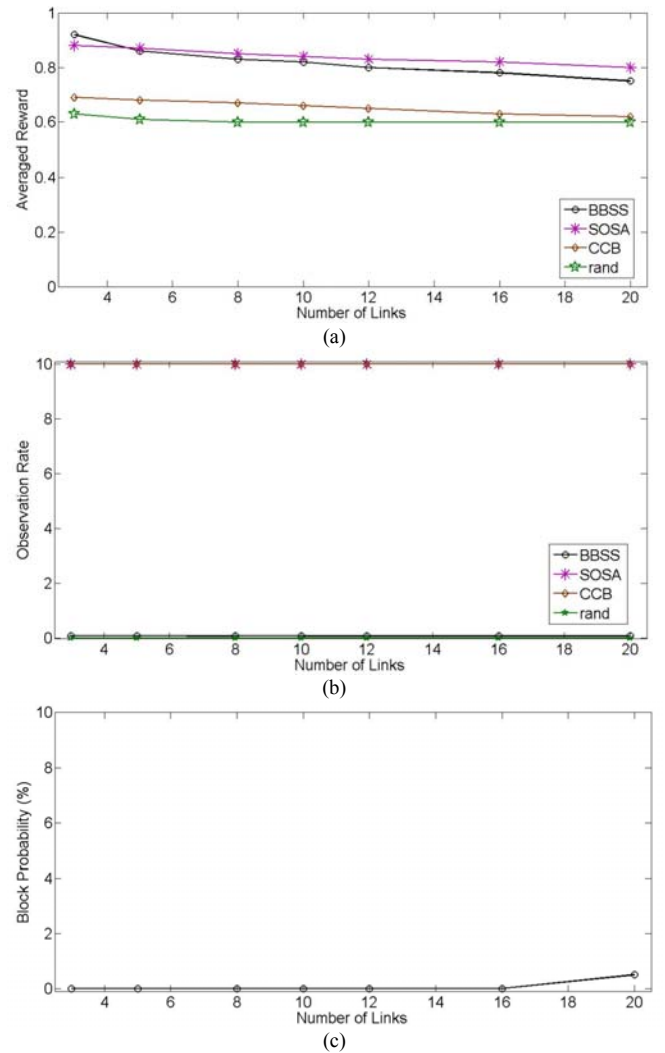 1
0.8
0.6
0.4
0.2
0
Averaged Reward
BBSS
SOSA
CCB
rand
4 6 8 10 12 14 16 18 20
Number of Links
(a)
10
8
6
4
2
0
Observation Rate
BBSS
SOSA
CCB
rand
4 6 8 10 12 14 16 18 20
Number of Links
(b)
10
8
6
4
2
0
Block Probability (%)
4 6 8 10 12 14 16 18 20
Number of Links
(c)